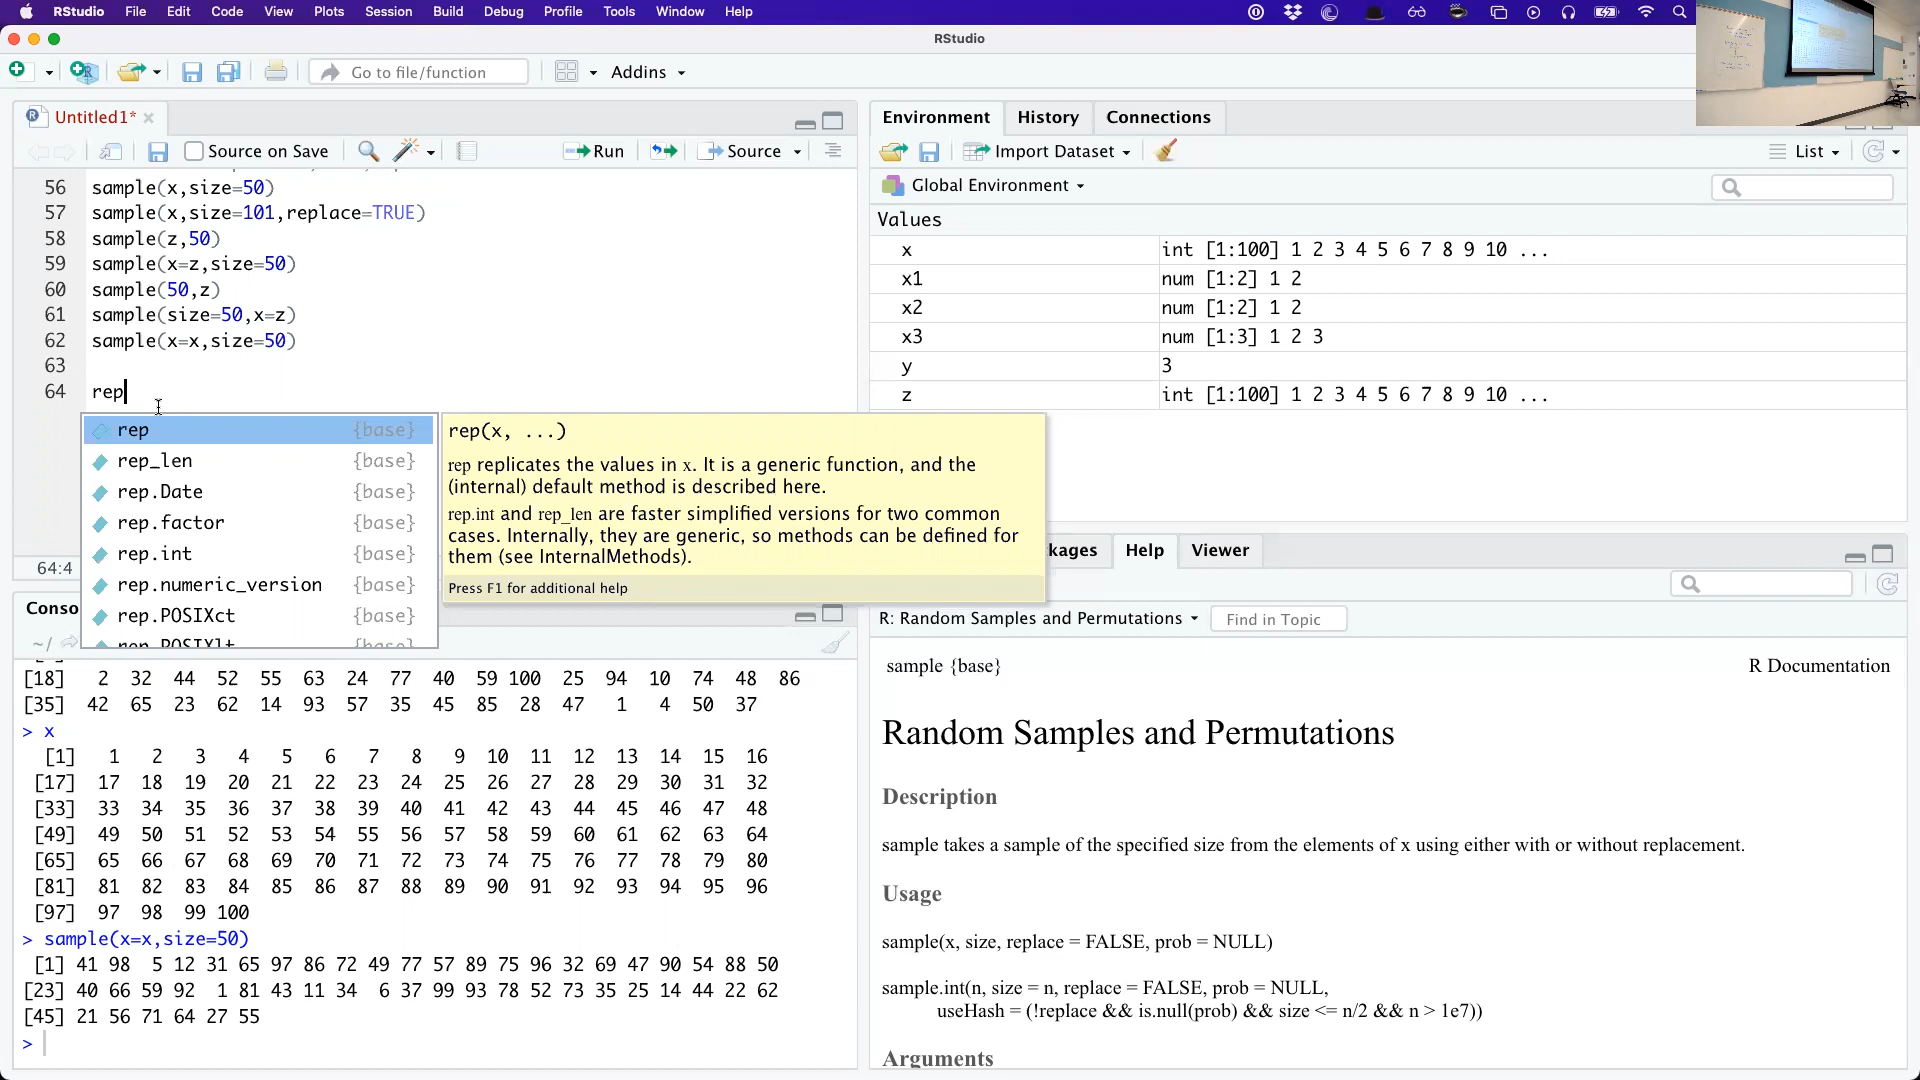 RStudio File Edit Code View Plots Session Build Debug Profile Tools Window Help
RStudio
Go to file/function Addins
Untitled1*
Source on Save Run Source
56 sample(x,size=50)
57 sample(x,size=101,replace=TRUE)
58 sample(z,50)
59 sample(x=z,size=50)
60 sample(50,z)
61 sample(size=50,x=z)
62 sample(x=x,size=50)
63
64 rep
rep {base}
rep_len {base}
rep.Date {base}
rep.factor {base}
rep.int {base}
rep.numeric_version {base}
rep.POSIXct {base}
rep.POSIXlt {base}
rep(x, ...)
rep replicates the values in x. It is a generic function, and the
(internal) default method is described here.
rep.int and rep_len are faster simplified versions for two common
cases. Internally, they are generic, so methods can be defined for
them (see InternalMethods).
Press F1 for additional help
64:4
Conso
~/
[18] 2 32 44 52 55 63 24 77 40 59 100 25 94 10 74 48 86
[35] 42 65 23 62 14 93 57 35 45 85 28 47 1 4 50 37
> x
[1] 1 2 3 4 5 6 7 8 9 10 11 12 13 14 15 16
[17] 17 18 19 20 21 22 23 24 25 26 27 28 29 30 31 32
[33] 33 34 35 36 37 38 39 40 41 42 43 44 45 46 47 48
[49] 49 50 51 52 53 54 55 56 57 58 59 60 61 62 63 64
[65] 65 66 67 68 69 70 71 72 73 74 75 76 77 78 79 80
[81] 81 82 83 84 85 86 87 88 89 90 91 92 93 94 95 96
[97] 97 98 99 100
> sample(x=x,size=50)
[1] 41 98 5 12 31 65 97 86 72 49 77 57 89 75 96 32 69 47 90 54 88 50
[23] 40 66 59 92 1 81 43 11 34 6 37 99 93 78 52 73 35 25 14 44 22 62
[45] 21 56 71 64 27 55
>
Environment History Connections
Import Dataset List
Global Environment
Values
x int [1:100] 1 2 3 4 5 6 7 8 9 10 ...
x1 num [1:2] 1 2
x2 num [1:2] 1 2
x3 num [1:3] 1 2 3
y 3
z int [1:100] 1 2 3 4 5 6 7 8 9 10 ...
kages Help Viewer
R: Random Samples and Permutations Find in Topic
sample {base} R Documentation
Random Samples and Permutations
Description
sample takes a sample of the specified size from the elements of x using either with or without replacement.
Usage
sample(x, size, replace = FALSE, prob = NULL)
sample.int(n, size = n, replace = FALSE, prob = NULL,
useHash = (!replace && is.null(prob) && size <= n/2 && n > 1e7))
Arguments